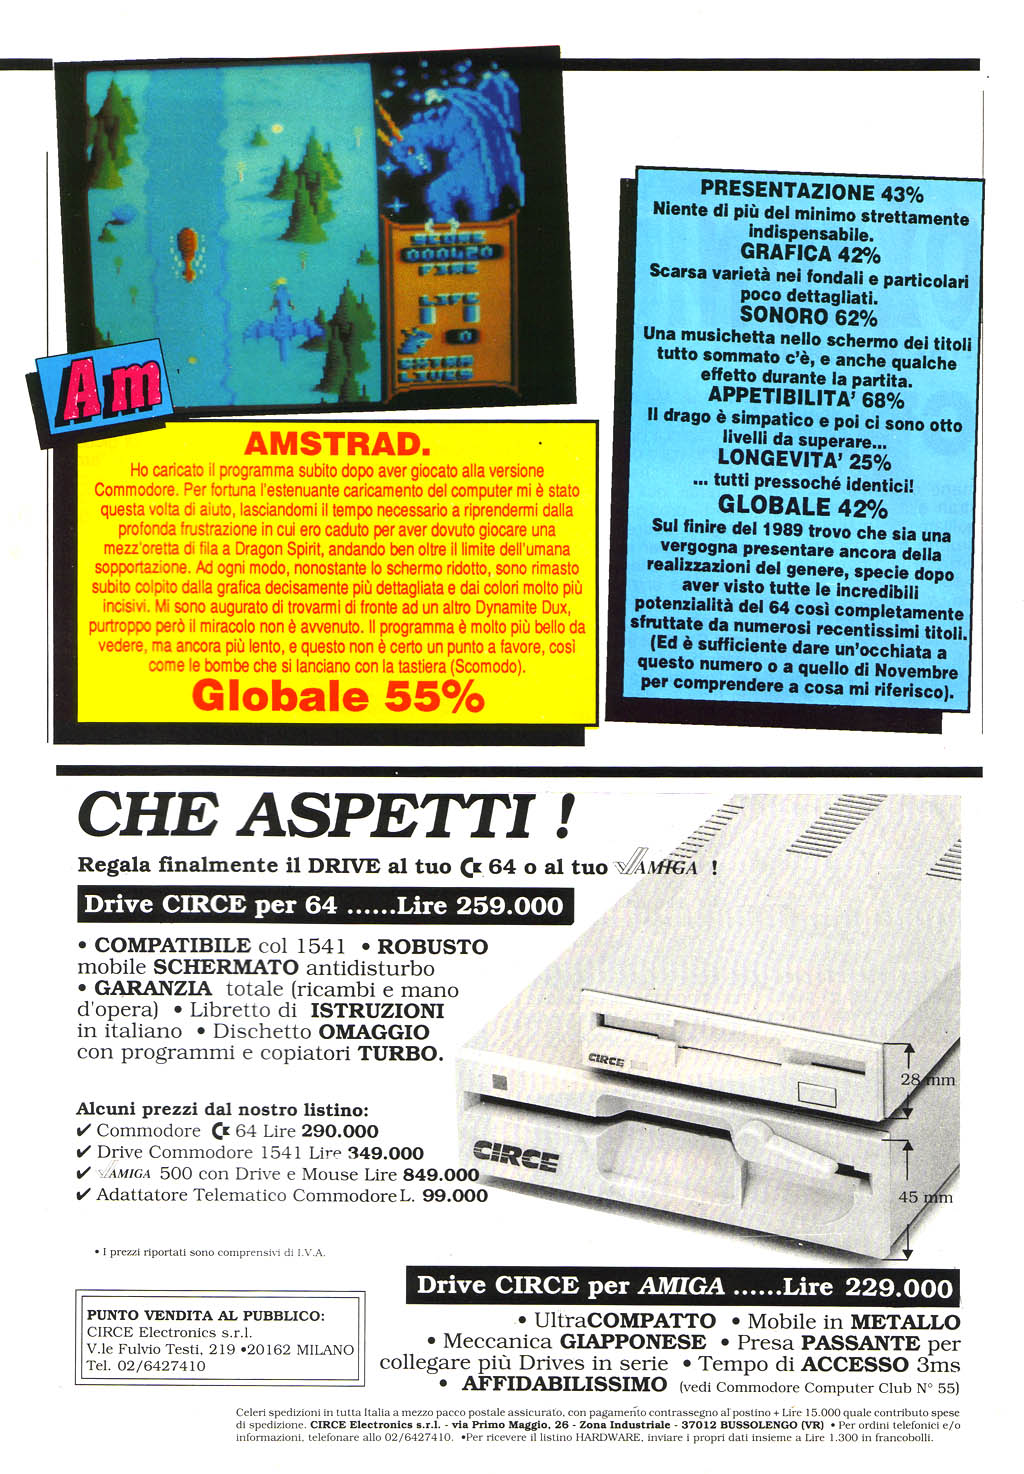 SCORE
000420
FIRE
LIFE
0
EXTRA
LIVES
Am
AMSTRAD.
Ho caricato il programma subito dopo aver giocato alla versione
Commodore. Per fortuna l'estenuante caricamento del computer mi è stato
questa volta di aiuto, lasciandomi il tempo necessario a riprendermi dalla
profonda frustrazione in cui ero caduto per aver dovuto giocare una
mezz'oretta di fila a Dragon Spirit, andando ben oltre il limite dell'umana
sopportazione. Ad ogni modo, nonostante lo schermo ridotto, sono rimasto
subito colpito dalla grafica decisamente più dettagliata e dai colori molto più
incisivi. Mi sono augurato di trovarmi di fronte ad un altro Dynamite Dux,
purtroppo però il miracolo non è avvenuto. Il programma è molto più bello da
vedere, ma ancora più lento, e questo non è certo un punto a favore, così
come le bombe che si lanciano con la tastiera (Scomodo).
Globale 55%
PRESENTAZIONE 43%
Niente di più del minimo strettamente
indispensabile.
GRAFICA 42%
Scarsa varietà nei fondali e particolari
poco dettagliati.
SONORO 62%
Una musichetta nello schermo dei titoli
tutto sommato c'è, e anche qualche
effetto durante la partita.
APPETIBILITA' 68%
Il drago è simpatico e poi ci sono otto
livelli da superare...
LONGEVITA' 25%
... tutti pressoché identici!
GLOBALE 42%
Sul finire del 1989 trovo che sia una
vergogna presentare ancora della
realizzazioni del genere, specie dopo
aver visto tutte le incredibili
potenzialità del 64 così completamente
sfruttate da numerosi recentissimi titoli.
(Ed è sufficiente dare un'occhiata a
questo numero o a quello di Novembre
per comprendere a cosa mi riferisco).
CHE ASPETTI !
Regala finalmente il DRIVE al tuo C= 64 o al tuo AMIGA !
Drive CIRCE per 64 ......Lire 259.000
• COMPATIBILE col 1541 • ROBUSTO
mobile SCHERMATO antidisturbo
• GARANZIA totale (ricambi e mano
d'opera) • Libretto di ISTRUZIONI
in italiano • Dischetto OMAGGIO
con programmi e copiatori TURBO.
CIRCE
28 mm
CIRCE
45 mm
Alcuni prezzi dal nostro listino:
✔ Commodore C= 64 Lire 290.000
✔ Drive Commodore 1541 Lire 349.000
✔ AMIGA 500 con Drive e Mouse Lire 849.000
✔ Adattatore Telematico Commodore L. 99.000
• I prezzi riportati sono comprensivi di I.V.A.
Drive CIRCE per AMIGA ......Lire 229.000
• UltraCOMPATTO • Mobile in METALLO
• Meccanica GIAPPONESE • Presa PASSANTE per
collegare più Drives in serie • Tempo di ACCESSO 3ms
• AFFIDABILISSIMO (vedi Commodore Computer Club N° 55)
PUNTO VENDITA AL PUBBLICO:
CIRCE Electronics s.r.l.
V.le Fulvio Testi, 219 •20162 MILANO
Tel. 02/6427410
Celeri spedizioni in tutta Italia a mezzo pacco postale assicurato, con pagamento contrassegno al postino + Lire 15.000 quale contributo spese
di spedizione. CIRCE Electronics s.r.l. - via Primo Maggio, 26 - Zona Industriale - 37012 BUSSOLENGO (VR) • Per ordini telefonici e/o
informazioni, telefonare allo 02/6427410. •Per ricevere il listino HARDWARE, inviare i propri dati insieme a Lire 1.300 in francobolli.